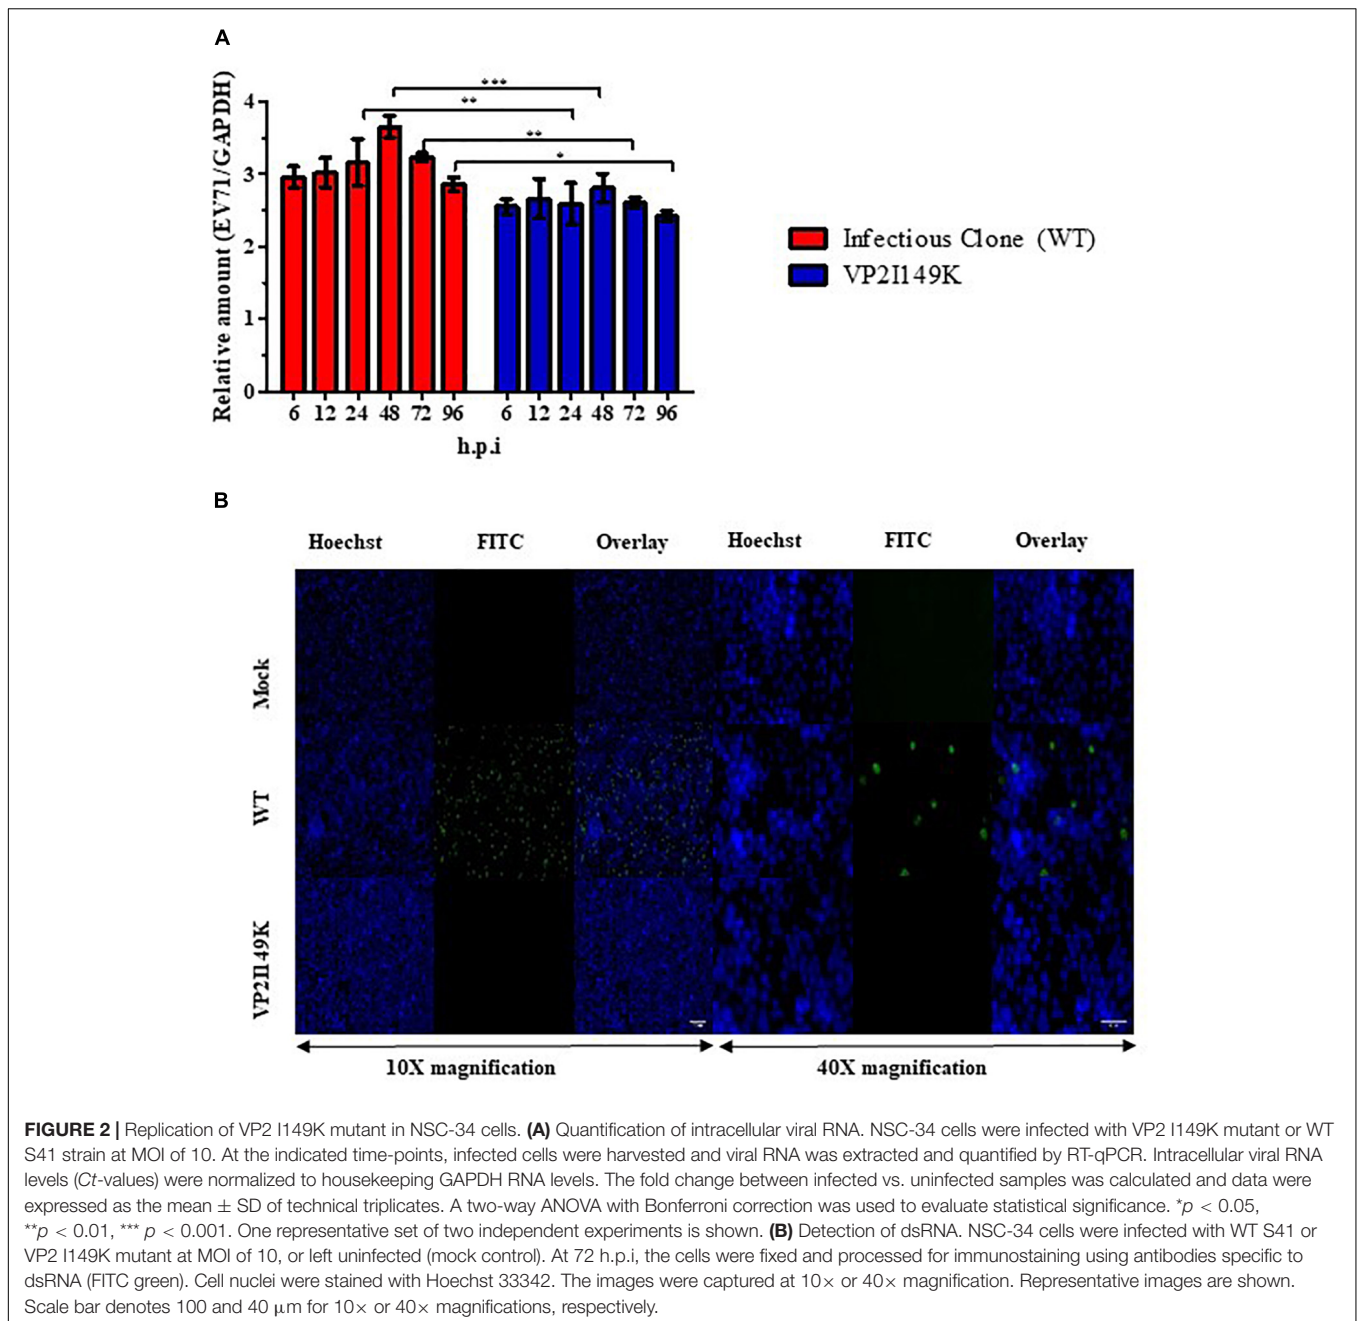 A
Relative amount (EV71/GAPDH)
4
3
2
1
0
***
**
**
*
6 12 24 48 72 96 6 12 24 48 72 96
h.p.i
Infectious Clone (WT)
VP2I149K
B
Hoechst FITC Overlay Hoechst FITC Overlay
Mock
WT
VP2I149K
10X magnification 40X magnification
FIGURE 2 | Replication of VP2 I149K mutant in NSC-34 cells. (A) Quantification of intracellular viral RNA. NSC-34 cells were infected with VP2 I149K mutant or WT
S41 strain at MOI of 10. At the indicated time-points, infected cells were harvested and viral RNA was extracted and quantified by RT-qPCR. Intracellular viral RNA
levels (Ct-values) were normalized to housekeeping GAPDH RNA levels. The fold change between infected vs. uninfected samples was calculated and data were
expressed as the mean ± SD of technical triplicates. A two-way ANOVA with Bonferroni correction was used to evaluate statistical significance. *p < 0.05,
**p < 0.01, *** p < 0.001. One representative set of two independent experiments is shown. (B) Detection of dsRNA. NSC-34 cells were infected with WT S41 or
VP2 I149K mutant at MOI of 10, or left uninfected (mock control). At 72 h.p.i, the cells were fixed and processed for immunostaining using antibodies specific to
dsRNA (FITC green). Cell nuclei were stained with Hoechst 33342. The images were captured at 10× or 40× magnification. Representative images are shown.
Scale bar denotes 100 and 40 μm for 10× or 40× magnifications, respectively.